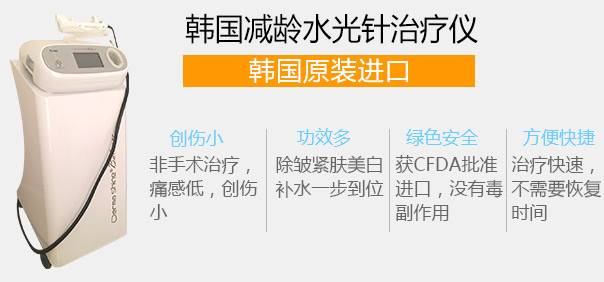 韩国减龄水光针治疗仪
韩国原装进口
创伤小
非手术治疗，
痛感低，创伤
小
功效多
除皱紧肤美白
补水一步到位
绿色安全
获CFDA批准
进口，没有毒
副作用
方便快捷
治疗快速，
不需要恢复
时间